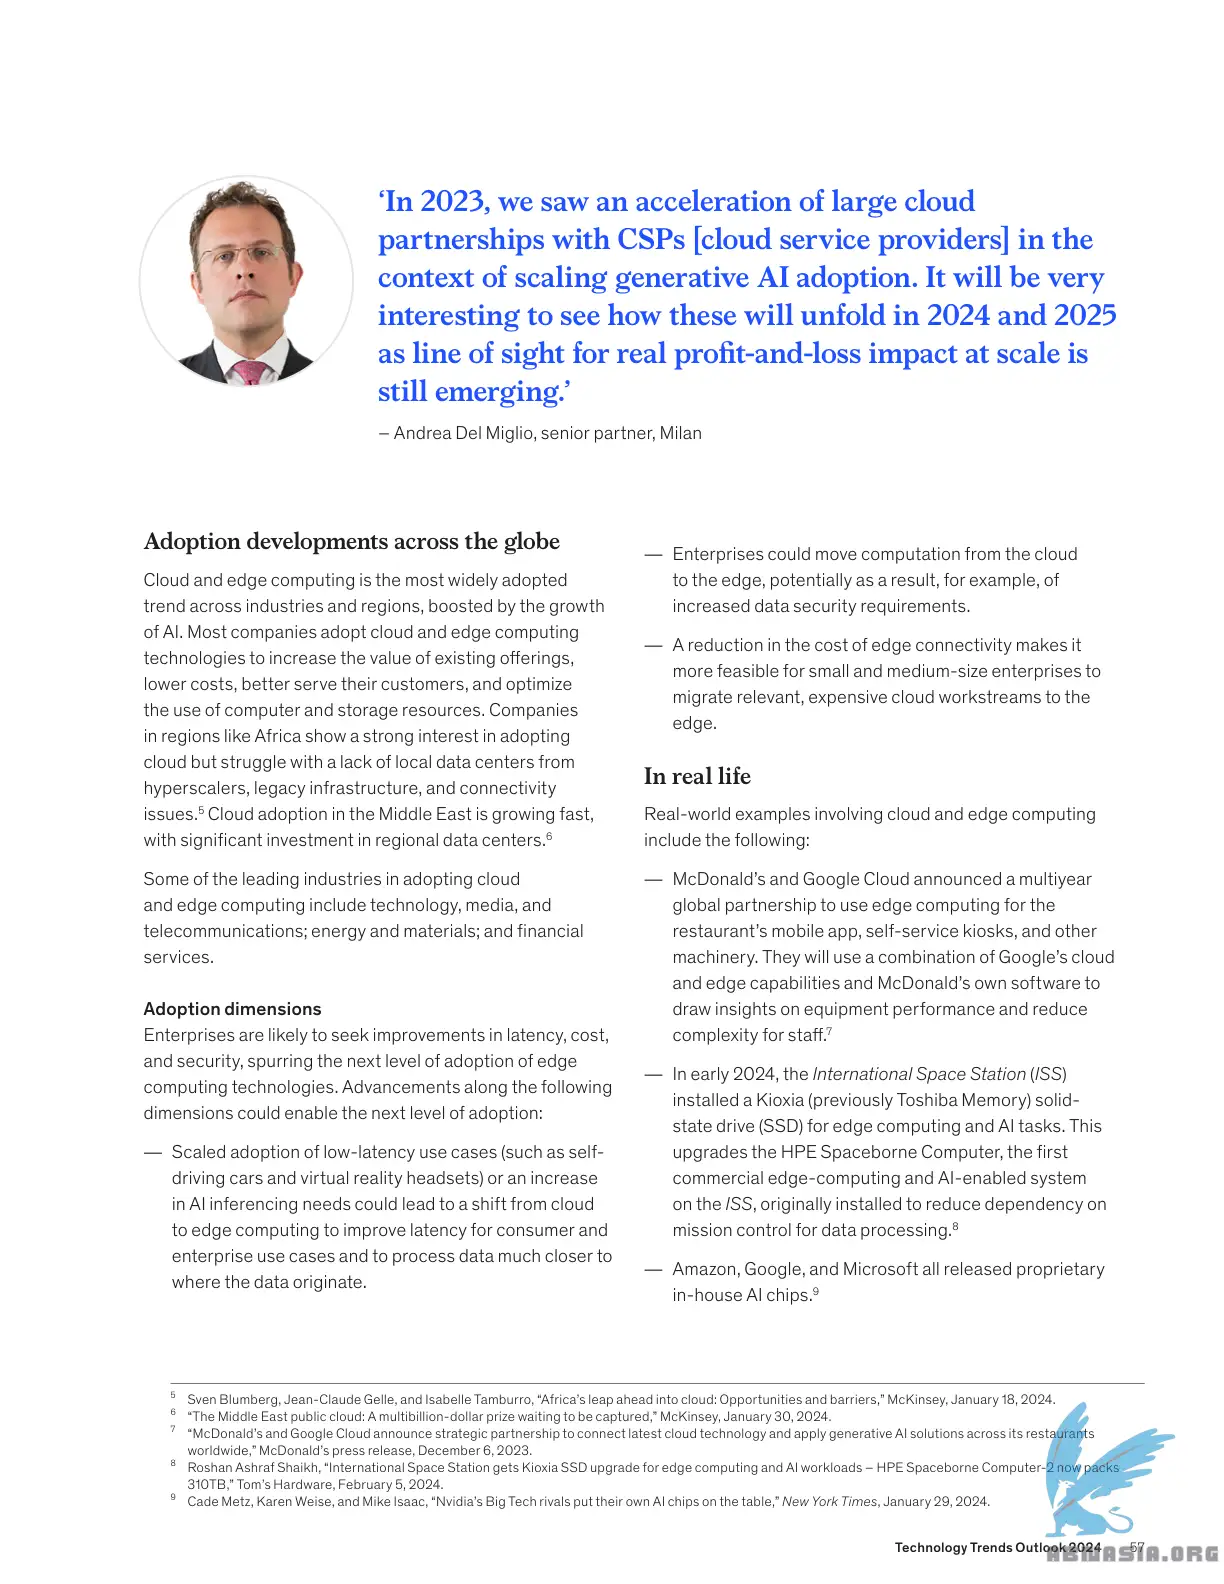 ‘In 2023, we saw an acceleration of large cloud
partnerships with CSPs [cloud service providers] in the
context of scaling generative AI adoption. It will be very
interesting to see how these will unfold in 2024 and 2025
as line of sight for real profit-and-loss impact at scale is
still emerging.’
– Andrea Del Miglio, senior partner, Milan
Adoption developments across the globe
Cloud and edge computing is the most widely adopted
trend across industries and regions, boosted by the growth
of AI. Most companies adopt cloud and edge computing
technologies to increase the value of existing offerings,
lower costs, better serve their customers, and optimize
the use of computer and storage resources. Companies
in regions like Africa show a strong interest in adopting
cloud but struggle with a lack of local data centers from
hyperscalers, legacy infrastructure, and connectivity
issues.⁵ Cloud adoption in the Middle East is growing fast,
with significant investment in regional data centers.⁶
Some of the leading industries in adopting cloud
and edge computing include technology, media, and
telecommunications; energy and materials; and financial
services.
Adoption dimensions
Enterprises are likely to seek improvements in latency, cost,
and security, spurring the next level of adoption of edge
computing technologies. Advancements along the following
dimensions could enable the next level of adoption:
— Scaled adoption of low-latency use cases (such as self-
driving cars and virtual reality headsets) or an increase
in AI inferencing needs could lead to a shift from cloud
to edge computing to improve latency for consumer and
enterprise use cases and to process data much closer to
where the data originate.
— Enterprises could move computation from the cloud
to the edge, potentially as a result, for example, of
increased data security requirements.
— A reduction in the cost of edge connectivity makes it
more feasible for small and medium-size enterprises to
migrate relevant, expensive cloud workstreams to the
edge.
In real life
Real-world examples involving cloud and edge computing
include the following:
— McDonald’s and Google Cloud announced a multiyear
global partnership to use edge computing for the
restaurant’s mobile app, self-service kiosks, and other
machinery. They will use a combination of Google’s cloud
and edge capabilities and McDonald’s own software to
draw insights on equipment performance and reduce
complexity for staff.⁷
— In early 2024, the International Space Station (ISS)
installed a Kioxia (previously Toshiba Memory) solid-
state drive (SSD) for edge computing and AI tasks. This
upgrades the HPE Spaceborne Computer, the first
commercial edge-computing and AI-enabled system
on the ISS, originally installed to reduce dependency on
mission control for data processing.⁸
— Amazon, Google, and Microsoft all released proprietary
in-house AI chips.⁹
⁵ Sven Blumberg, Jean-Claude Gelle, and Isabelle Tamburro, “Africa’s leap ahead into cloud: Opportunities and barriers,” McKinsey, January 18, 2024.
⁶ “The Middle East public cloud: A multibillion-dollar prize waiting to be captured,” McKinsey, January 30, 2024.
⁷ “McDonald’s and Google Cloud announce strategic partnership to connect latest cloud technology and apply generative AI solutions across its restaurants
worldwide,” McDonald’s press release, December 6, 2023.
⁸ Roshan Ashraf Shaikh, “International Space Station gets Kioxia SSD upgrade for edge computing and AI workloads – HPE Spaceborne Computer-2 now packs
310TB,” Tom’s Hardware, February 5, 2024.
⁹ Cade Metz, Karen Weise, and Mike Isaac, “Nvidia’s Big Tech rivals put their own AI chips on the table,” New York Times, January 29, 2024.
Technology Trends Outlook 2024 57
ABWASIA.ORG